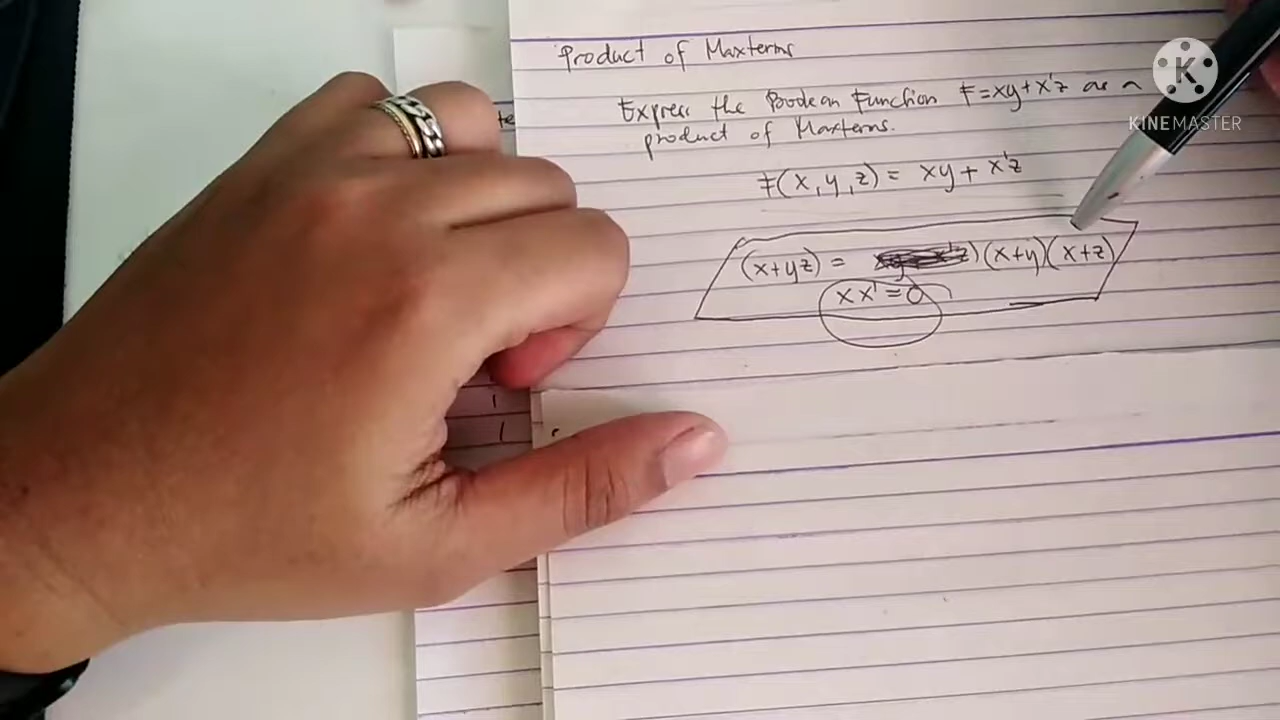 Product of Maxterms
Express the Boolean Function F=xy+x'z as a
product of Maxterms.
F(x,y,z) = xy + x'z
(x+yz) = z)(x+y)(x+z)
xx' = 0
KINEMASTER